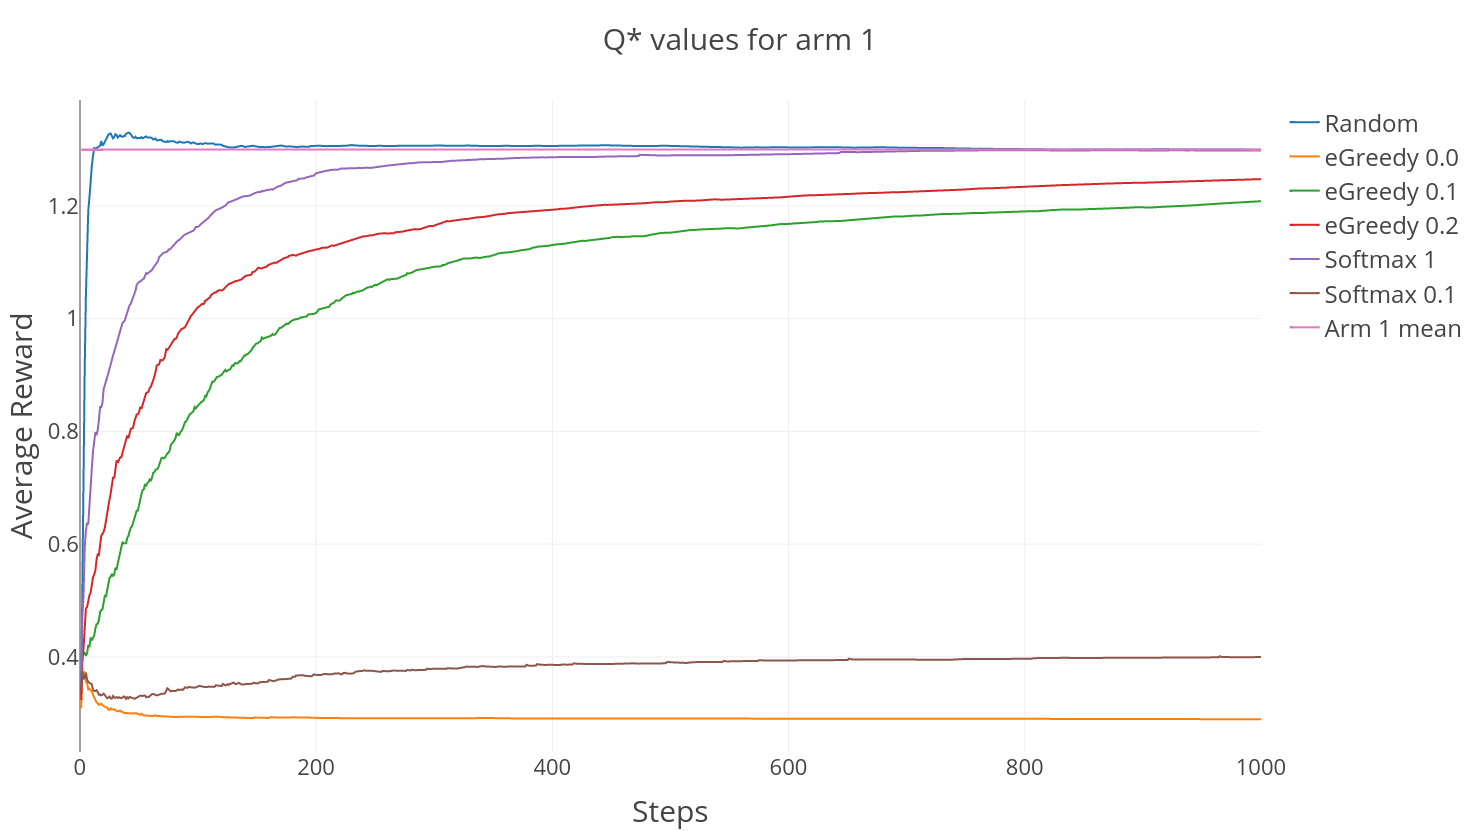 Q* values for arm 1
Random
eGreedy 0.0
eGreedy 0.1
eGreedy 0.2
Softmax 1
Softmax 0.1
Arm 1 mean
Average Reward
1.2
1
0.8
0.6
0.4
0
200
400
600
800
1000
Steps